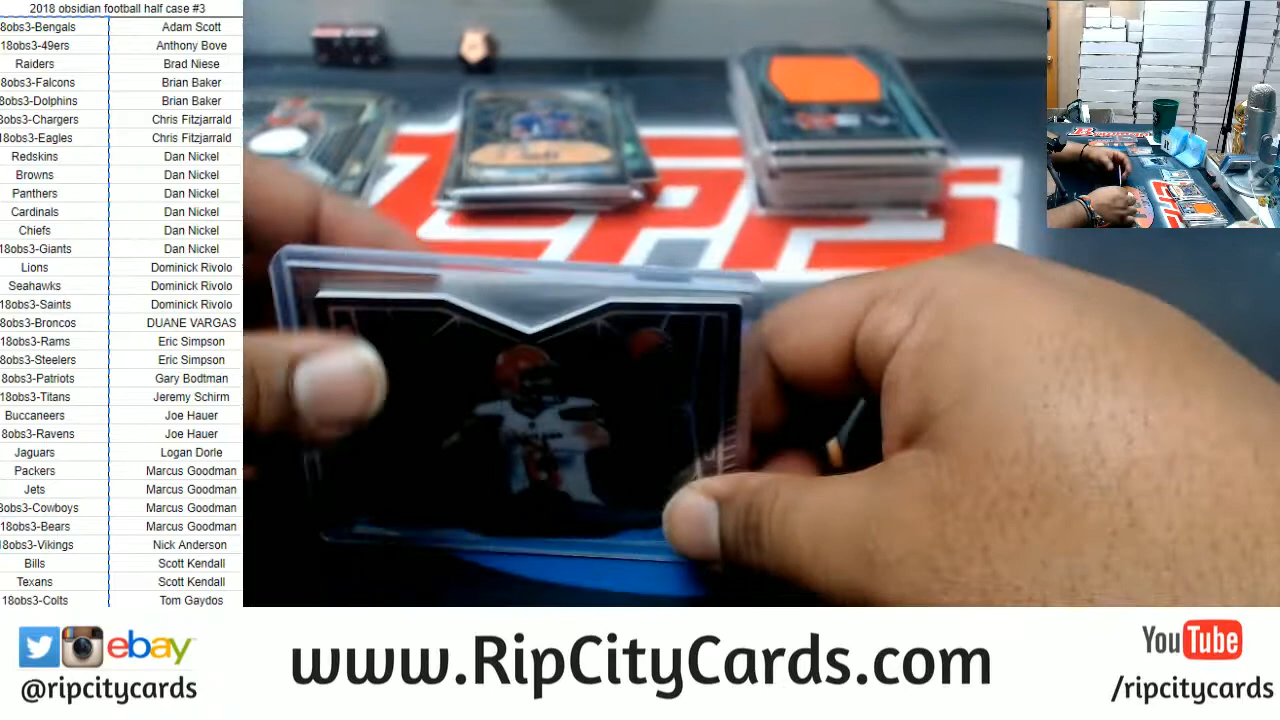 2018 obsidian football half case #3
8obs3-Bengals Adam Scott
18obs3-49ers Anthony Bove
Raiders Brad Niese
8obs3-Falcons Brian Baker
8obs3-Dolphins Brian Baker
8obs3-Chargers Chris Fitzjarrald
8obs3-Eagles Chris Fitzjarrald
Redskins Dan Nickel
Browns Dan Nickel
Panthers Dan Nickel
Cardinals Dan Nickel
Chiefs Dan Nickel
18obs3-Giants Dan Nickel
Lions Dominick Rivolo
Seahawks Dominick Rivolo
18obs3-Saints Dominick Rivolo
8obs3-Broncos DUANE VARGAS
18obs3-Rams Eric Simpson
8obs3-Steelers Eric Simpson
8obs3-Patriots Gary Bodtman
18obs3-Titans Jeremy Schirm
Buccaneers Joe Hauer
8obs3-Ravens Joe Hauer
Jaguars Logan Dorle
Packers Marcus Goodman
Jets Marcus Goodman
8obs3-Cowboys Marcus Goodman
18obs3-Bears Marcus Goodman
18obs3-Vikings Nick Anderson
Bills Scott Kendall
Texans Scott Kendall
18obs3-Colts Tom Gaydos
ebay
@ripcitycards
www.RipCityCards.com
YouTube
/ripcitycards